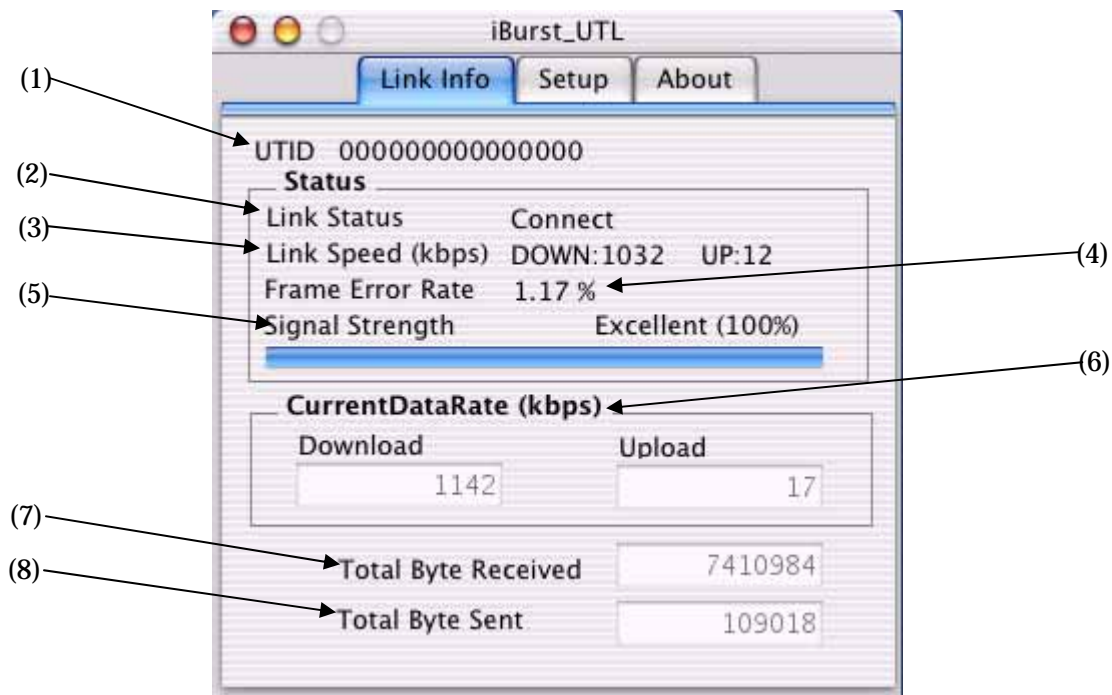 iBurst_UTL
Link Info Setup About
(1)
UTID 000000000000000
(2)
Status
Link Status Connect
(3)
Link Speed (kbps) DOWN:1032 UP:12
(4)
Frame Error Rate 1.17 %
(5)
Signal Strength Excellent (100%)
(6)
CurrentDataRate (kbps)
Download Upload
1142 17
(7)
Total Byte Received 7410984
(8)
Total Byte Sent 109018